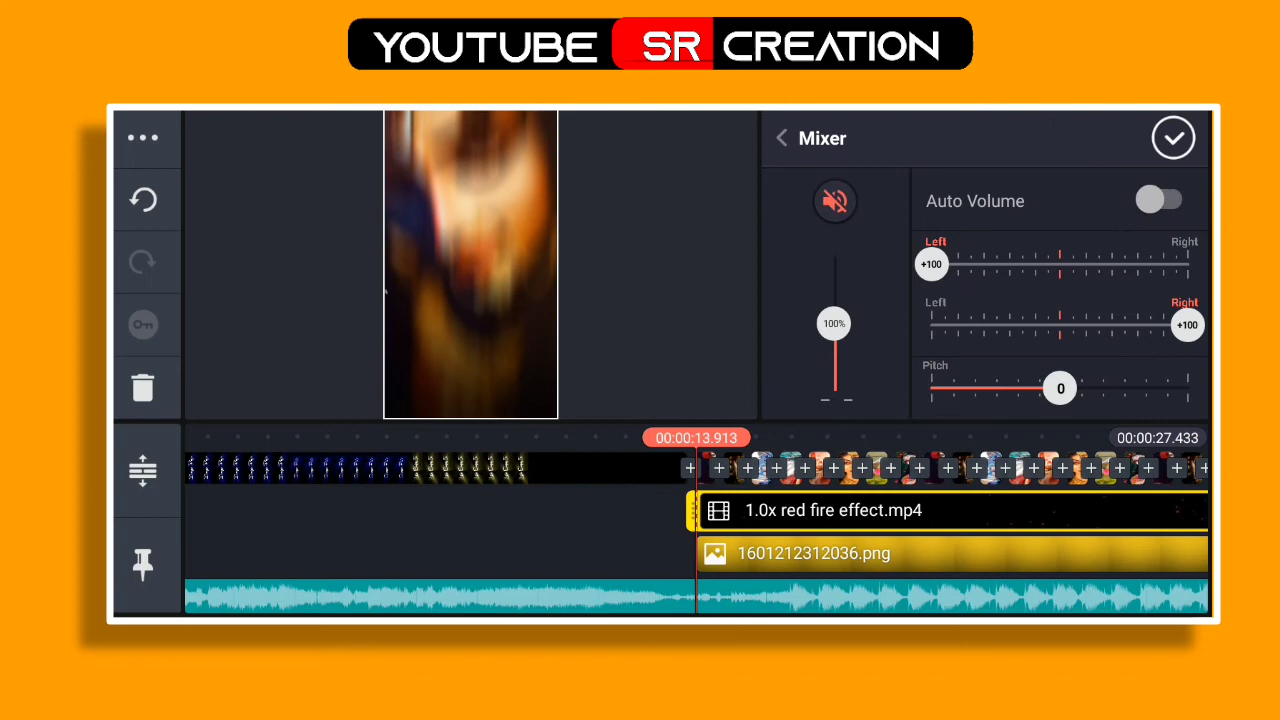 YOUTUBE SR CREATION
Mixer
Auto Volume
Left Right
+100
100%
Left Right
+100
Pitch
0
00:00:13.913 00:00:27.433
1.0x red fire effect.mp4
1601212312036.png